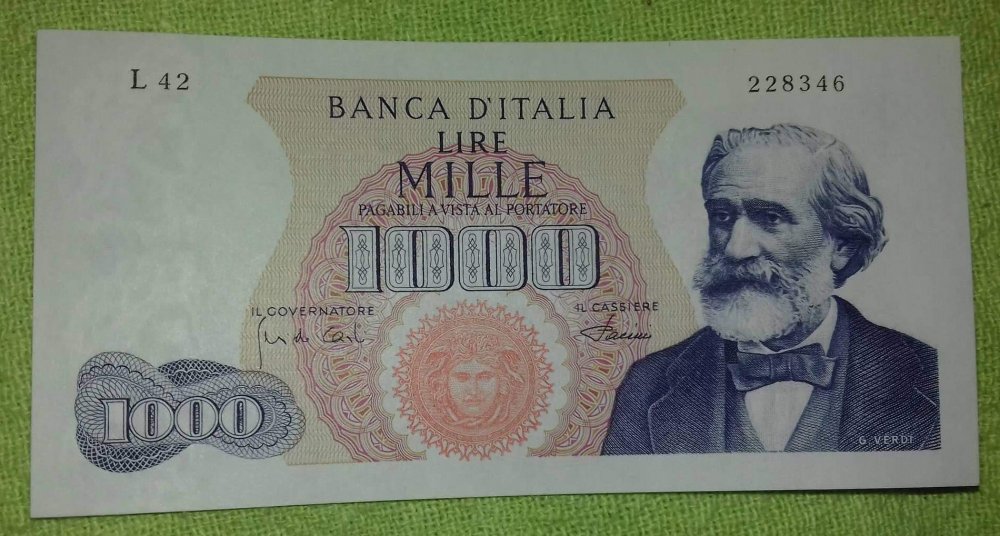 L 42
228346
BANCA D'ITALIA
LIRE
MILLE
PAGABILI A VISTA AL PORTATORE
1000
IL GOVERNATORE
IL CASSIERE
1000
G. VERDI